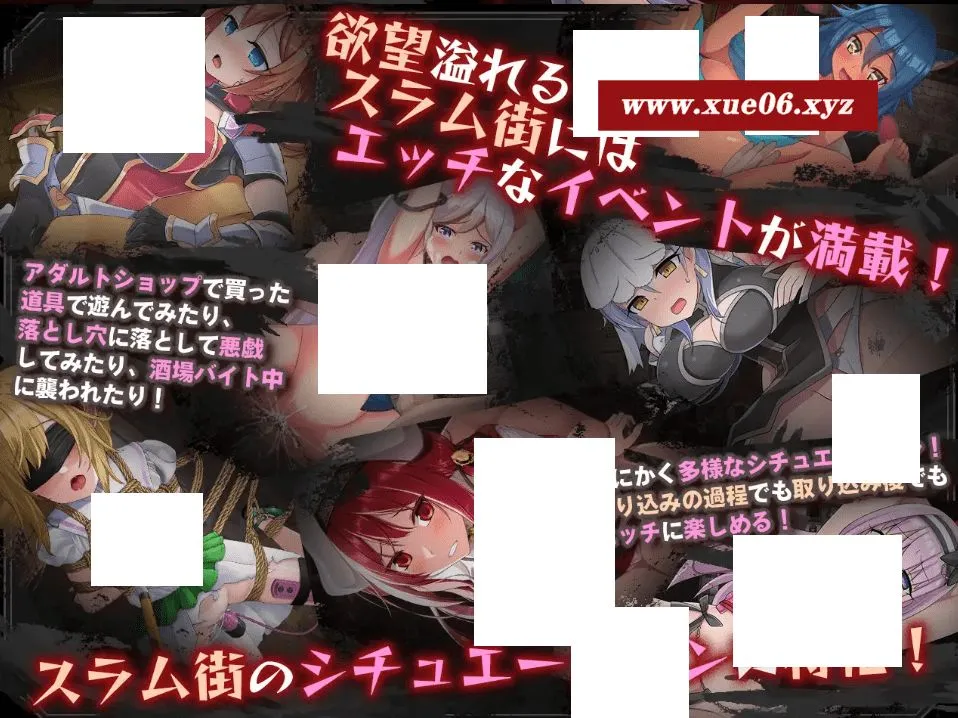 欲望溢れる
スラム街には
www.xue06.xyz
エッチなイベントが満載！
アダルトショップで買った
道具で遊んでみたり、
落とし穴に落として悪戯
してみたり、酒場バイト中
に襲われたり！
にかく多様なシチュエ
り込みの過程でも取り込み後でも
ッチに楽しめる！
スラム街のシチュエー